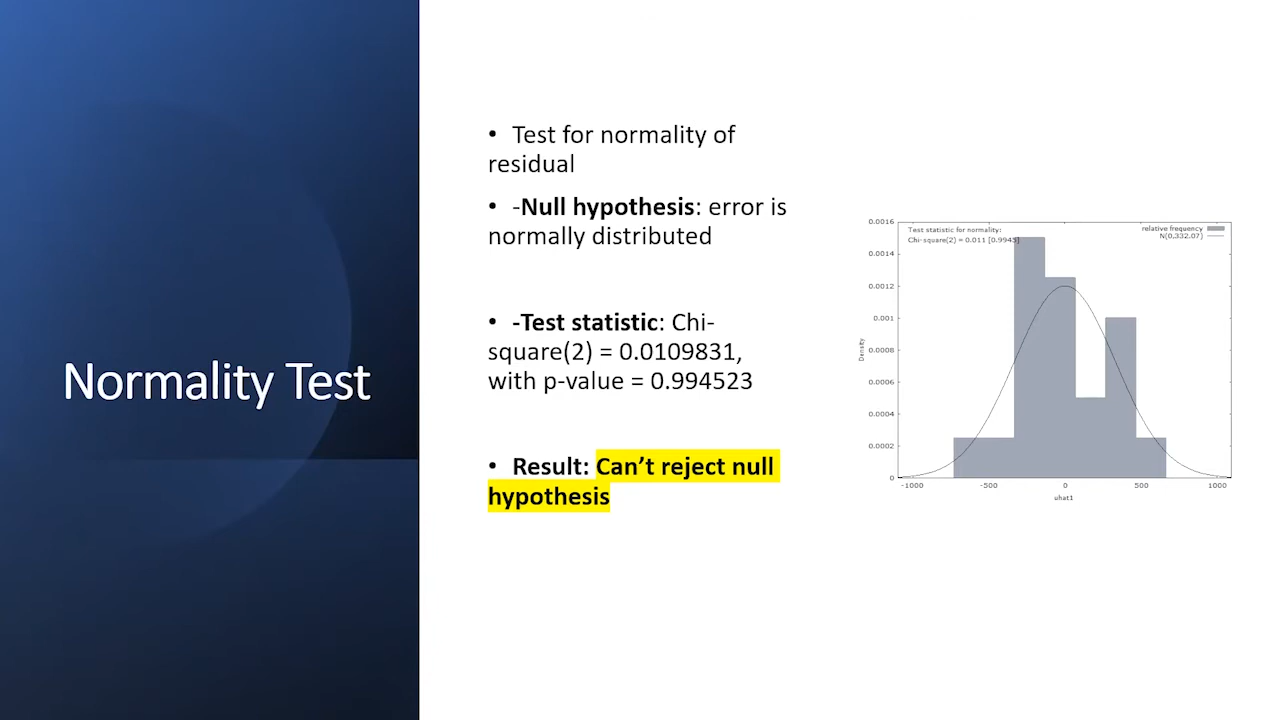 Normality Test
• Test for normality of
residual
• -Null hypothesis: error is
normally distributed
• -Test statistic: Chi-
square(2) = 0.0109831,
with p-value = 0.994523
• Result: Can’t reject null
hypothesis
Test statistic for normality:
Chi-square(2) = 0.011 [0.9945]
relative frequency
N(0,332.07)
0.0016
0.0014
0.0012
0.001
0.0008
0.0006
0.0004
0.0002
0
Density
-1000 -500 0 500 1000
uhat1